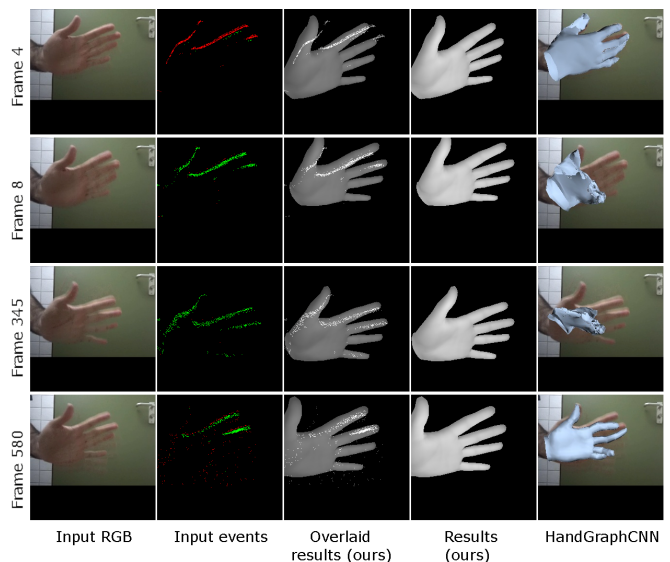 Frame 4
Frame 8
Frame 345
Frame 580
Input RGB
Input events
Overlaid
results (ours)
Results
(ours)
HandGraphCNN